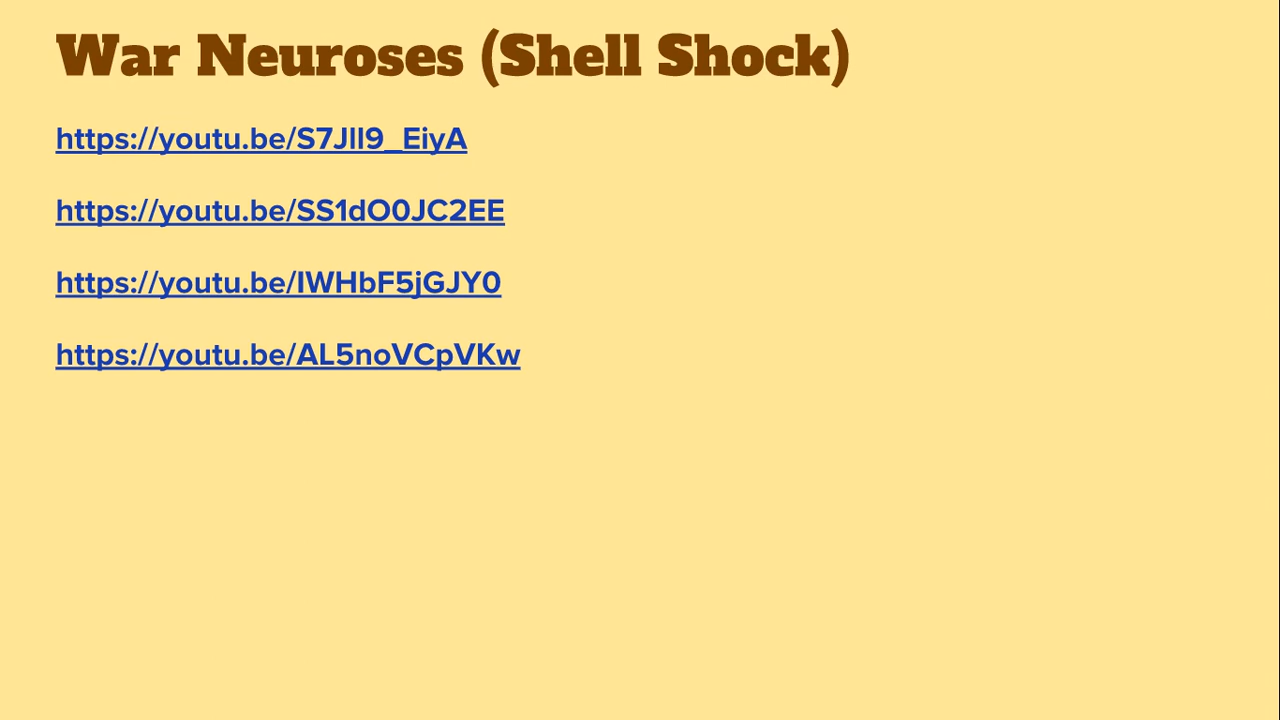 War Neuroses (Shell Shock)
https://youtu.be/S7Jll9_EiyA
https://youtu.be/SS1dO0JC2EE
https://youtu.be/IWHbF5jGJY0
https://youtu.be/AL5noVCpVKw